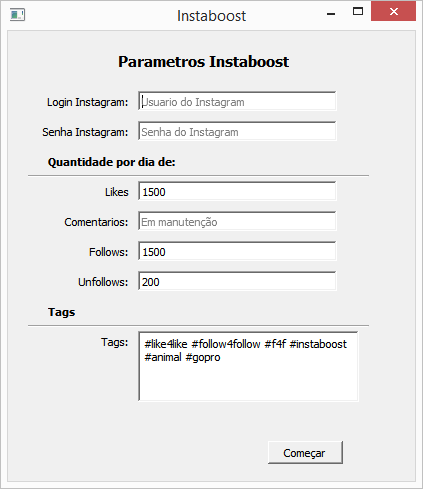 Instaboost
Parametros Instaboost
Login Instagram: Usuario do Instagram
Senha Instagram: Senha do Instagram
Quantidade por dia de:
Likes 1500
Comentarios: Em manutenção
Follows: 1500
Unfollows: 200
Tags
Tags: #like4like #follow4follow #f4f #instaboost
#animal #gopro
Começar